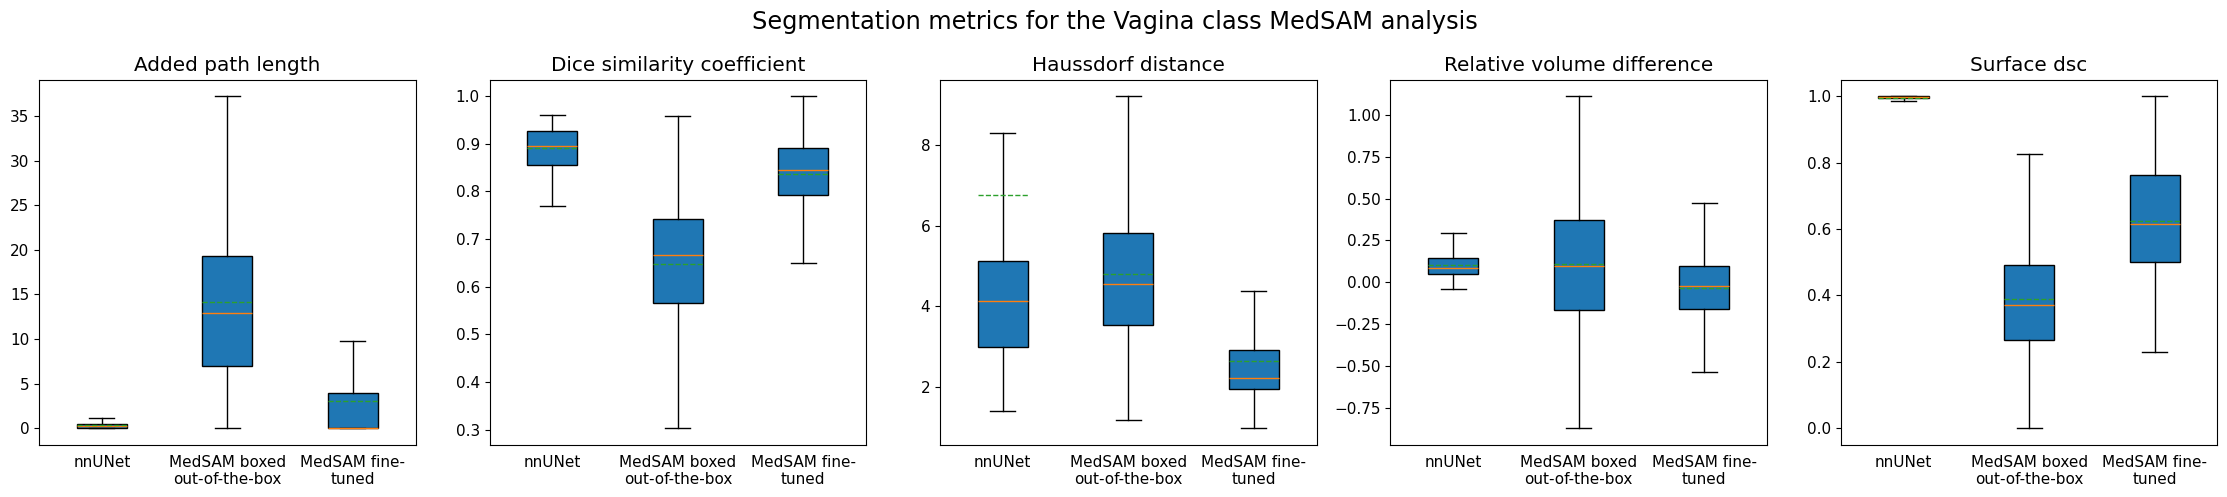 Segmentation metrics for the Vagina class MedSAM analysis
Added path length
35
30
25
20
15
10
5
0
nnUNet
MedSAM boxed
out-of-the-box
MedSAM fine-
tuned
Dice similarity coefficient
1.0
0.9
0.8
0.7
0.6
0.5
0.4
0.3
nnUNet
MedSAM boxed
out-of-the-box
MedSAM fine-
tuned
Haussdorf distance
8
6
4
2
nnUNet
MedSAM boxed
out-of-the-box
MedSAM fine-
tuned
Relative volume difference
1.00
0.75
0.50
0.25
0.00
−0.25
−0.50
−0.75
nnUNet
MedSAM boxed
out-of-the-box
MedSAM fine-
tuned
Surface dsc
1.0
0.8
0.6
0.4
0.2
0.0
nnUNet
MedSAM boxed
out-of-the-box
MedSAM fine-
tuned